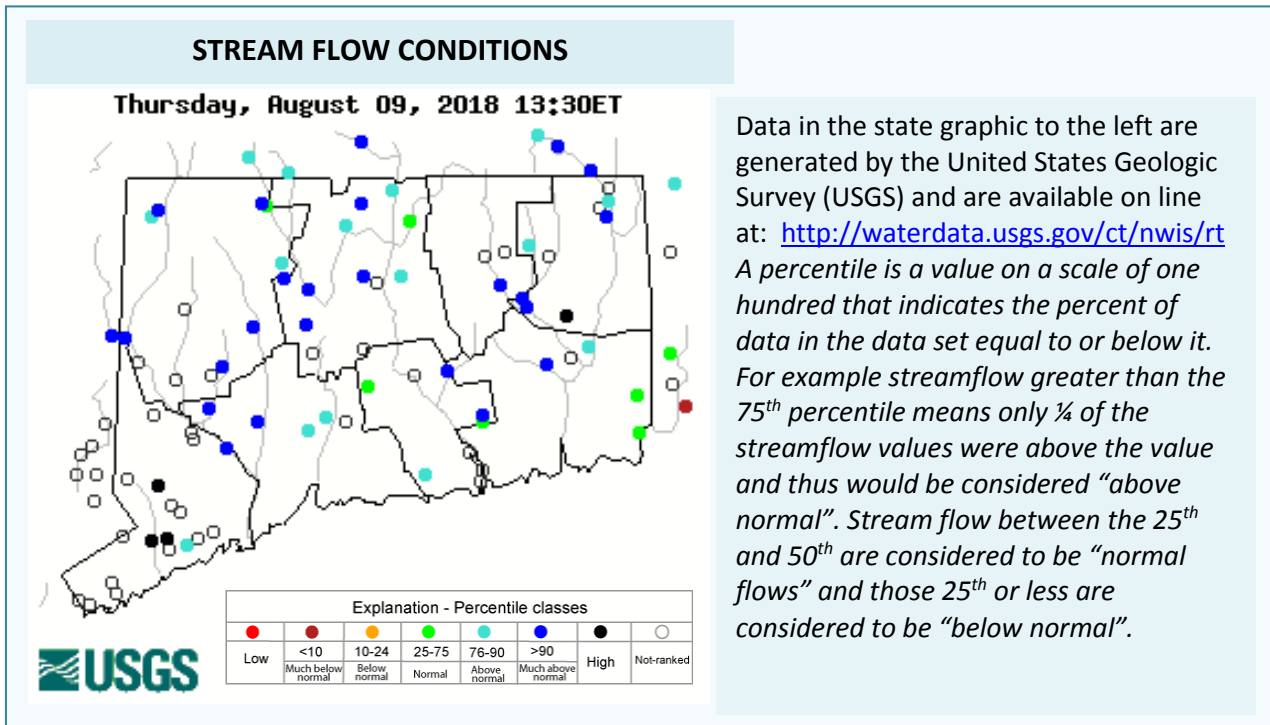 STREAM FLOW CONDITIONS
Thursday, August 09, 2018 13:30ET
Explanation - Percentile classes
Low
<10
10-24
25-75
76-90
>90
High
Not-ranked
Much below
normal
Below
normal
Normal
Above
normal
Much above
normal
USGS
Data in the state graphic to the left are
generated by the United States Geologic
Survey (USGS) and are available on line
at: http://waterdata.usgs.gov/ct/nwis/rt
A percentile is a value on a scale of one
hundred that indicates the percent of
data in the data set equal to or below it.
For example streamflow greater than the
75th percentile means only ¼ of the
streamflow values were above the value
and thus would be considered “above
normal”. Stream flow between the 25th
and 50th are considered to be “normal
flows” and those 25th or less are
considered to be “below normal”.